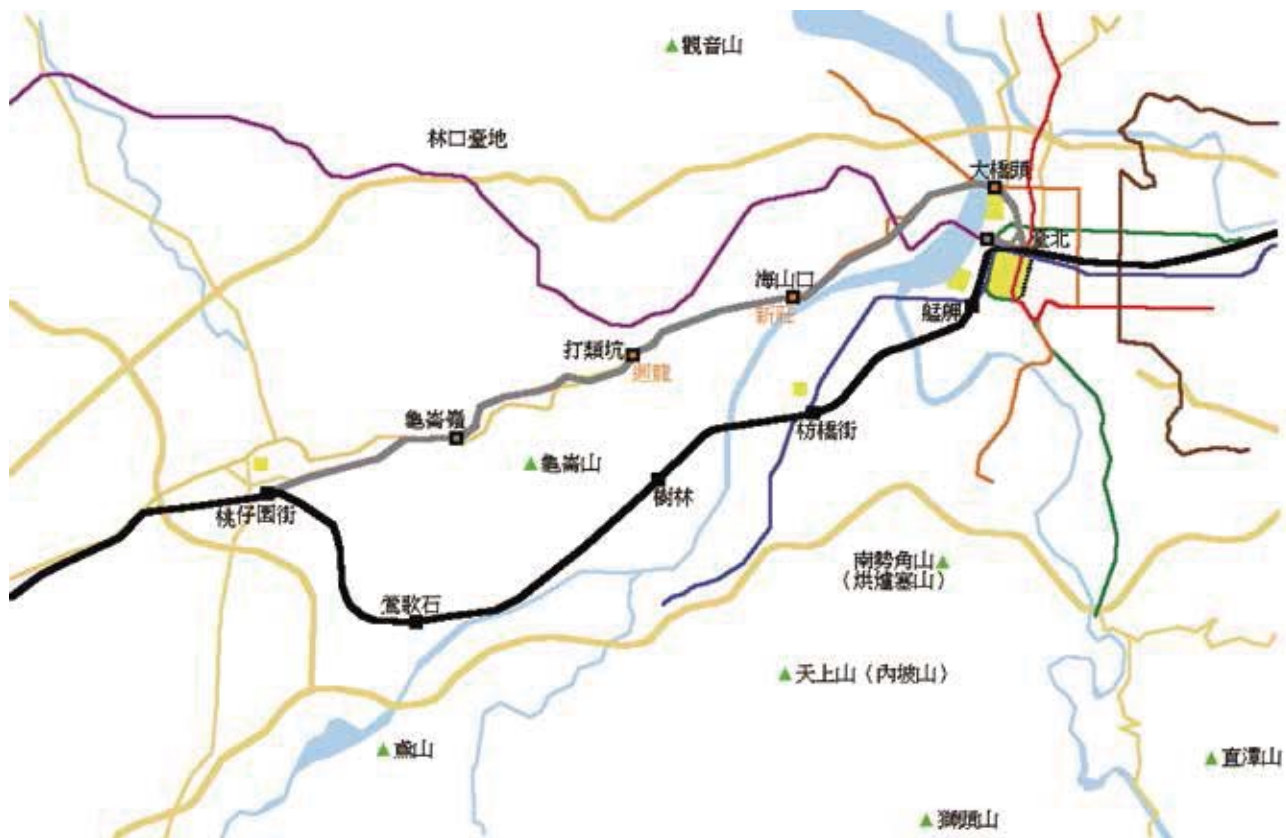 觀音山
林口臺地
大橋頭
臺北
海山口
新莊
艋舺
打類坑
迴龍
龜崙嶺
枋橋街
龜崙山
樹林
桃仔園街
南勢角山
(烘爐塞山)
鶯歌石
天上山(內坡山)
鳶山
直潭山
獅頭山